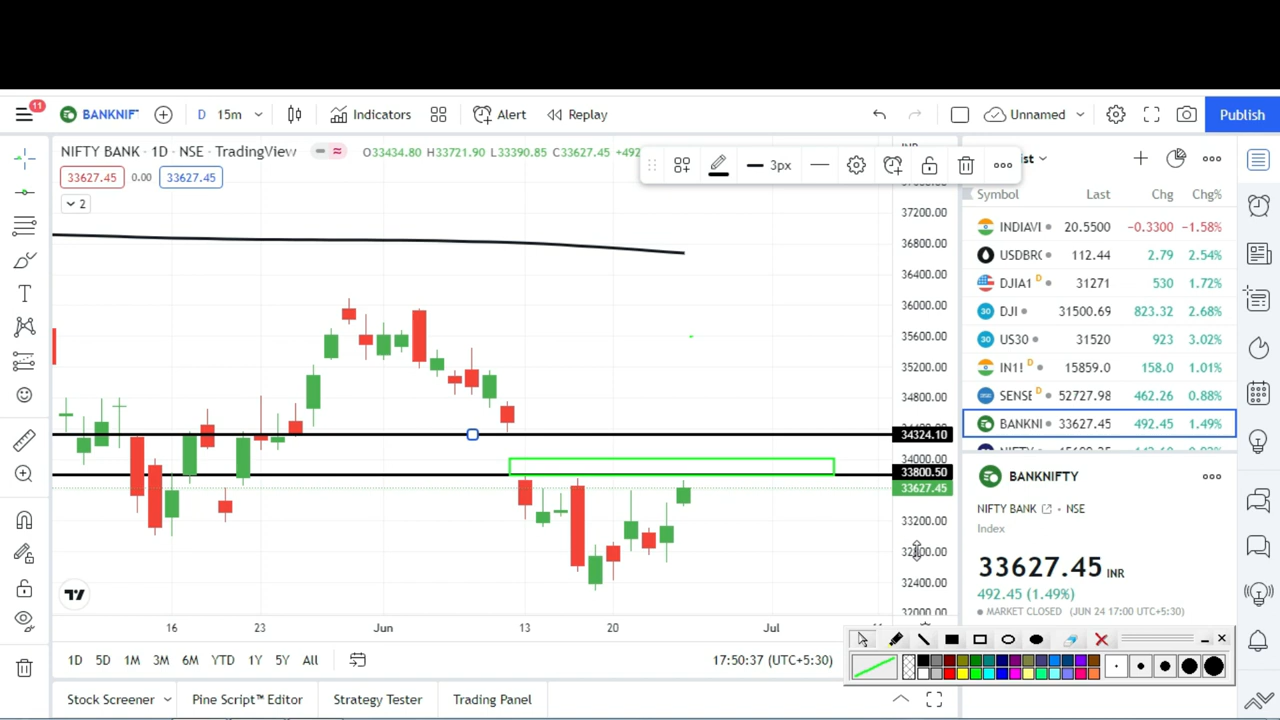 11
BANKNIF
D 15m
Indicators
Alert
Replay
Unnamed
Publish
NIFTY BANK · 1D · NSE · TradingView
O33434.80 H33721.90 L33390.85 C33627.45 +492
3px
33627.45 0.00 33627.45
2
37200.00
36800.00
36400.00
36000.00
35600.00
35200.00
34800.00
34324.10
34000.00
33800.50
33627.45
33200.00
32400.00
32000.00
16 23 Jun 13 20 Jul
1D 5D 1M 3M 6M YTD 1Y All
17:50:37 (UTC+5:30)
Stock Screener
Pine Script™ Editor
Strategy Tester
Trading Panel
Symbol Last Chg Chg%
INDIAVI 20.5500 −0.3300 −1.58%
USDBRC 112.44 2.79 2.54%
DJIA1 D 31271 530 1.72%
30 DJI 31500.69 823.32 2.68%
30 US30 31520 923 3.02%
IN1! D 15859.0 158.0 1.01%
SENSE D 52727.98 462.26 0.88%
BANKNI 33627.45 492.45 1.49%
BANKNIFTY
NIFTY BANK · NSE
Index
33627.45 INR
492.45 (1.49%)
MARKET CLOSED (JUN 24 17:00 UTC+5:30)